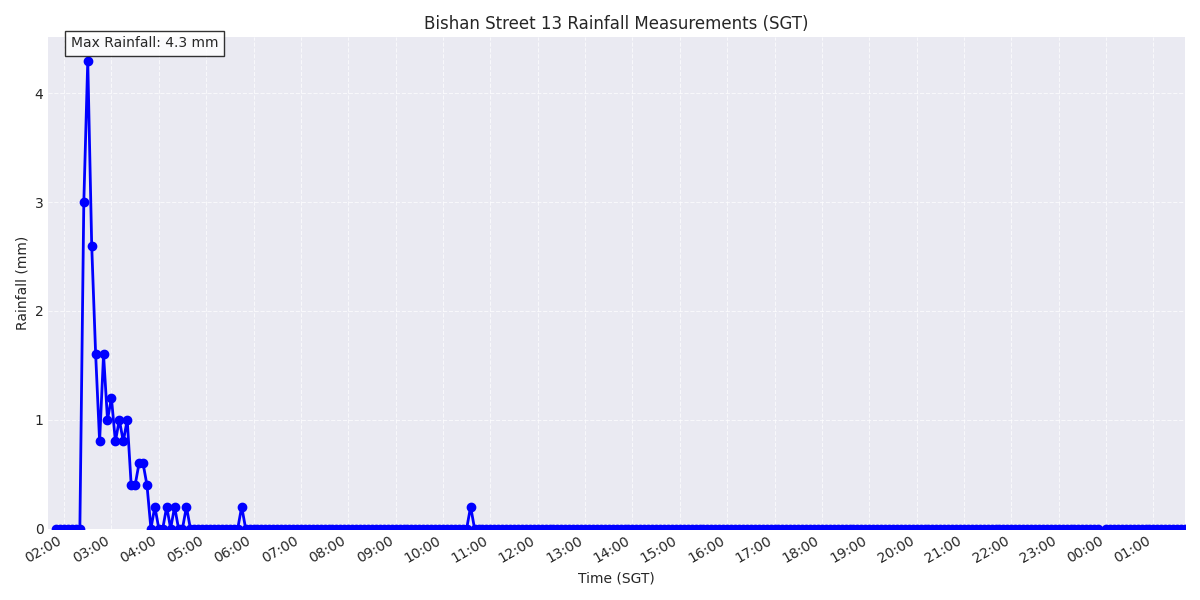 Bishan Street 13 Rainfall Measurements (SGT)
Max Rainfall: 4.3 mm
Rainfall (mm)
4
3
2
1
0
02:00 03:00 04:00 05:00 06:00 07:00 08:00 09:00 10:00 11:00 12:00 13:00 14:00 15:00 16:00 17:00 18:00 19:00 20:00 21:00 22:00 23:00 00:00 01:00
Time (SGT)